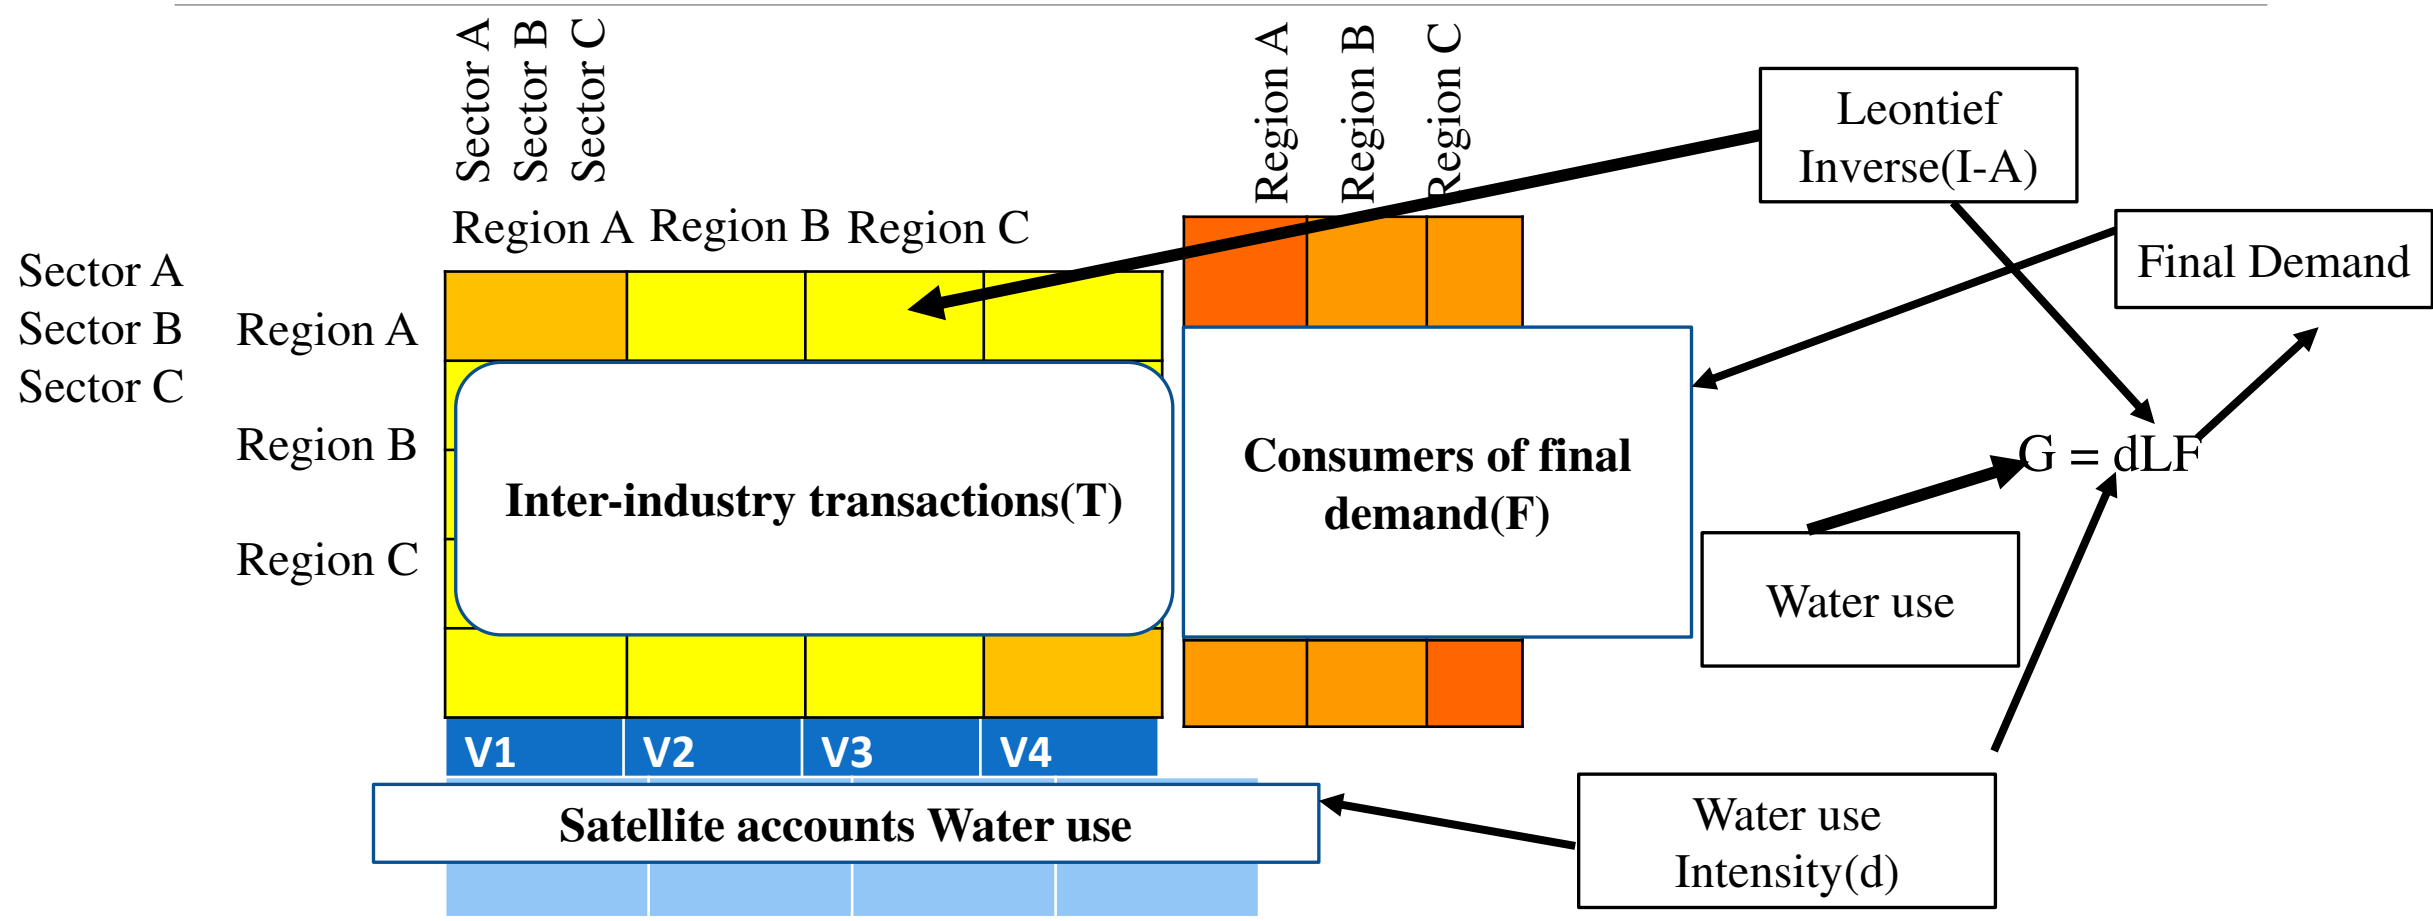 Sector A
Sector B
Sector C
Region A
Region B
Region C
Leontief
Inverse(I-A)
Region A Region B Region C
Final Demand
Sector A
Sector B
Sector C
Region A
Region B
Region C
Inter-industry transactions(T)
Consumers of final
demand(F)
G = dLF
Water use
V1 V2 V3 V4
Satellite accounts Water use
Water use
Intensity(d)